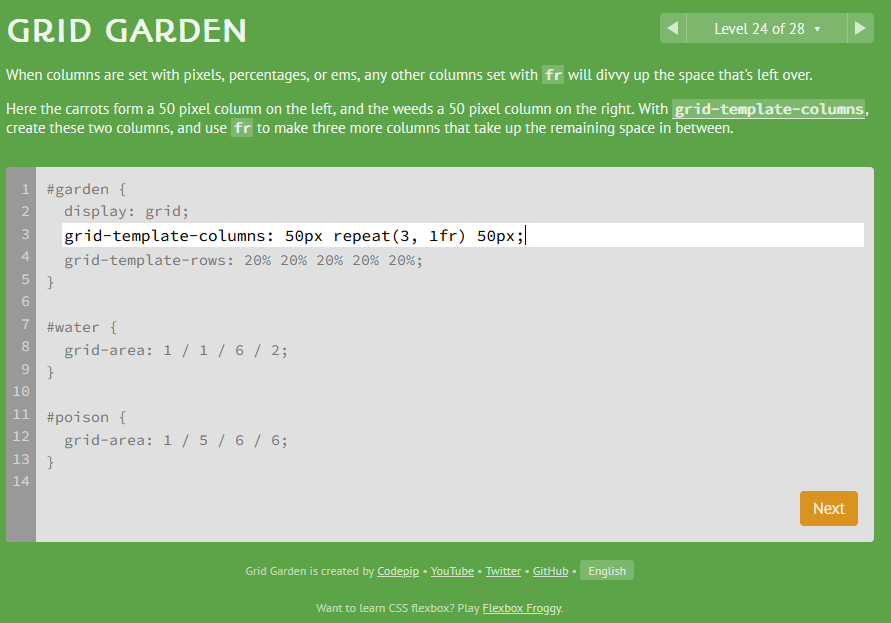 GRID GARDEN
◀ Level 24 of 28 ▾ ▶
When columns are set with pixels, percentages, or ems, any other columns set with fr will divvy up the space that's left over.
Here the carrots form a 50 pixel column on the left, and the weeds a 50 pixel column on the right. With grid-template-columns,
create these two columns, and use fr to make three more columns that take up the remaining space in between.
1 #garden {
2   display: grid;
3   grid-template-columns: 50px repeat(3, 1fr) 50px;
4   grid-template-rows: 20% 20% 20% 20% 20%;
5 }
6
7 #water {
8   grid-area: 1 / 1 / 6 / 2;
9 }
10
11 #poison {
12   grid-area: 1 / 5 / 6 / 6;
13 }
14
Next
Grid Garden is created by Codepip • YouTube • Twitter • GitHub • English
Want to learn CSS flexbox? Play Flexbox Froggy.